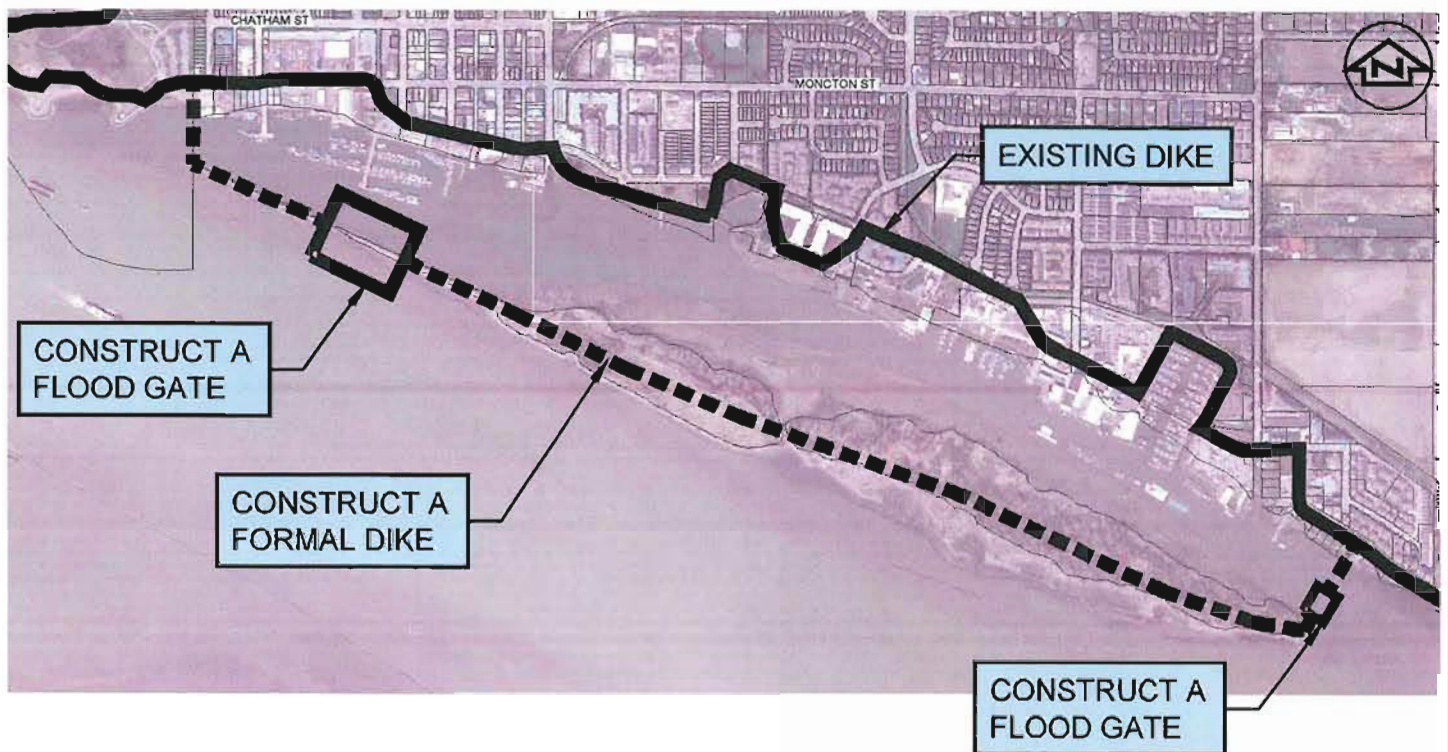 CHATHAM ST
N
MONCTON ST
EXISTING DIKE
CONSTRUCT A
FLOOD GATE
CONSTRUCT A
FORMAL DIKE
CONSTRUCT A
FLOOD GATE